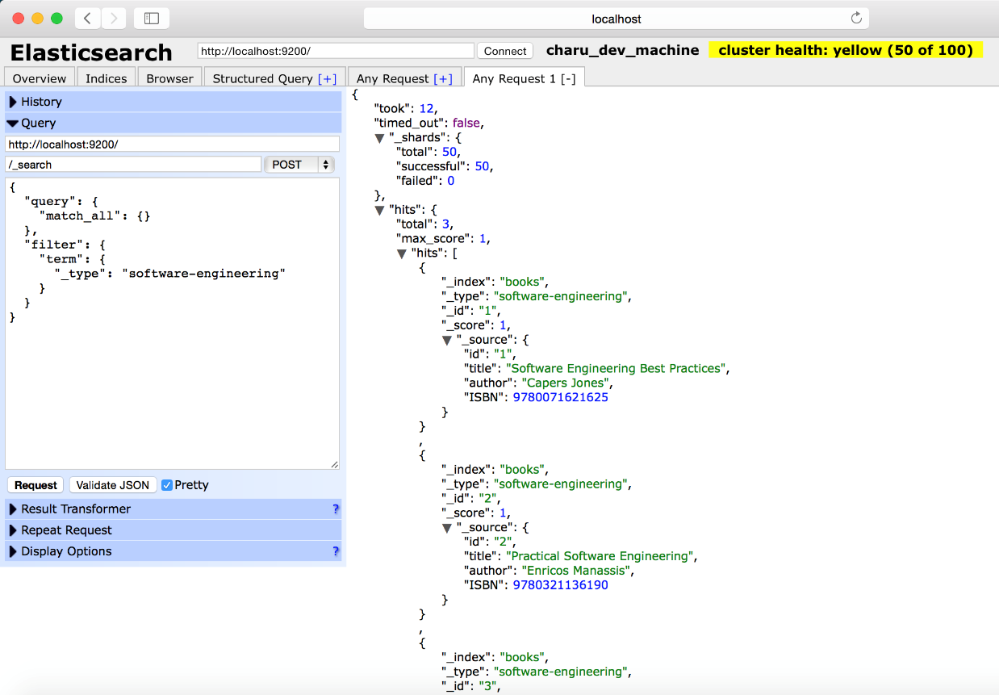 localhost
Elasticsearch
http://localhost:9200/
Connect
charu_dev_machine
cluster health: yellow (50 of 100)
Overview
Indices
Browser
Structured Query [+]
Any Request [+]
Any Request 1 [-]
History
Query
http://localhost:9200/
/_search
POST
{
"query": {
"match_all": {}
},
"filter": {
"term": {
"_type": "software-engineering"
}
}
}
Request
Validate JSON
Pretty
Result Transformer ?
Repeat Request
Display Options ?
{
"took": 12,
"timed_out": false,
"_shards": {
"total": 50,
"successful": 50,
"failed": 0
},
"hits": {
"total": 3,
"max_score": 1,
"hits": [
{
"_index": "books",
"_type": "software-engineering",
"_id": "1",
"_score": 1,
"_source": {
"id": "1",
"title": "Software Engineering Best Practices",
"author": "Capers Jones",
"ISBN": 9780071621625
}
}
,
{
"_index": "books",
"_type": "software-engineering",
"_id": "2",
"_score": 1,
"_source": {
"id": "2",
"title": "Practical Software Engineering",
"author": "Enricos Manassis",
"ISBN": 9780321136190
}
}
,
{
"_index": "books",
"_type": "software-engineering",
"_id": "3",